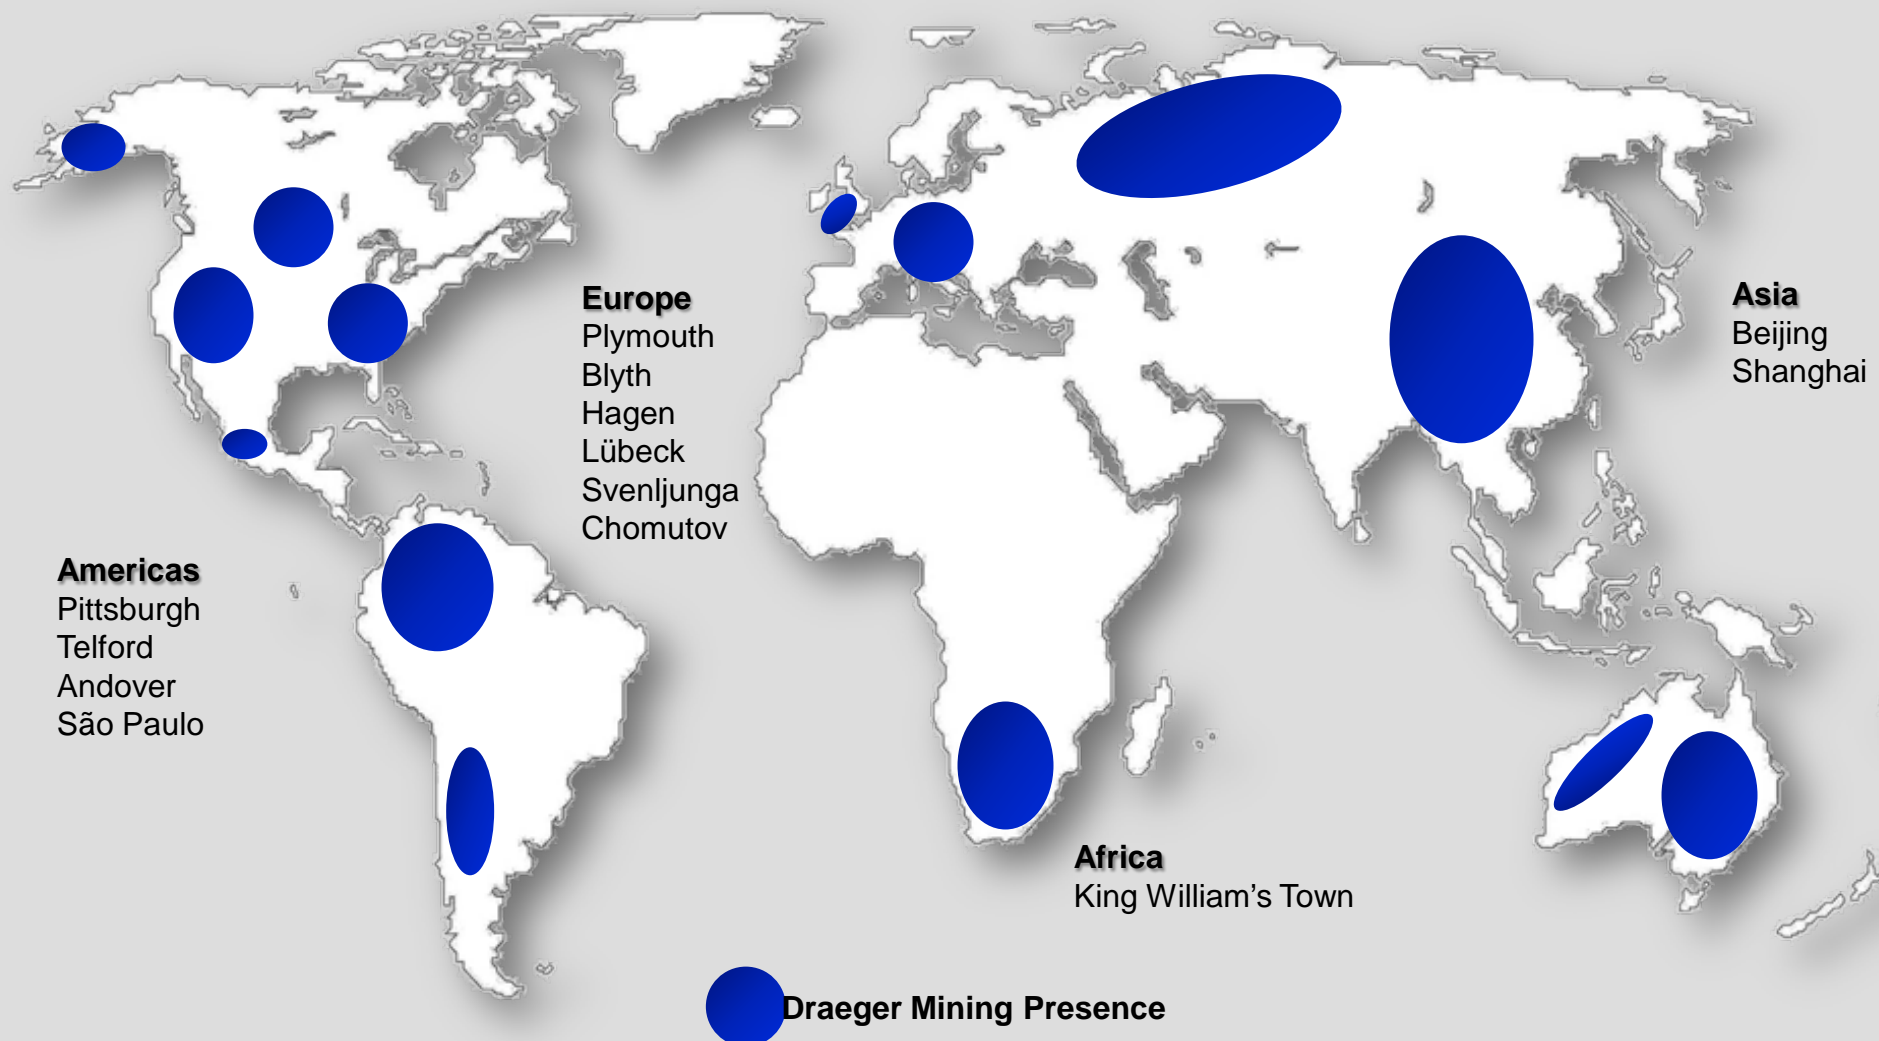 Europe
Plymouth
Blyth
Hagen
Lübeck
Svenljunga
Chomutov
Asia
Beijing
Shanghai
Americas
Pittsburgh
Telford
Andover
São Paulo
Africa
King William’s Town
Draeger Mining Presence